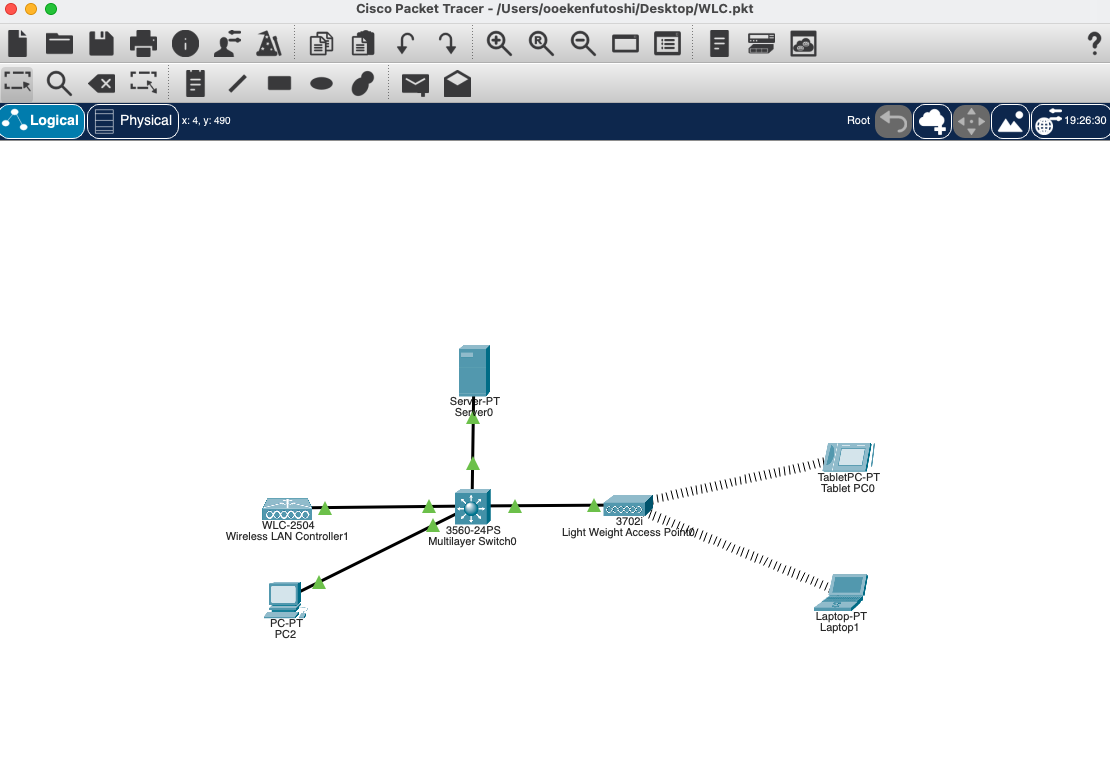 Cisco Packet Tracer - /Users/ooekenfutoshi/Desktop/WLC.pkt
?
Logical
Physical
x: 4, y: 490
Root
19:26:30
Server-PT
Server0
TabletPC-PT
Tablet PC0
WLC-2504
Wireless LAN Controller1
3560-24PS
Multilayer Switch0
3702i
Light Weight Access Point0
PC-PT
PC2
Laptop-PT
Laptop1